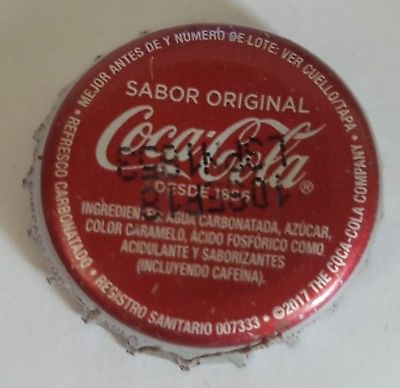 • MEJOR ANTES DE Y NÚMERO DE LOTE: VER CUELLO/TAPA •
SABOR ORIGINAL
Coca-Cola
®
DESDE 1886
INGREDIENTES: AGUA CARBONATADA, AZÚCAR,
COLOR CARAMELO, ÁCIDO FOSFÓRICO COMO
ACIDULANTE Y SABORIZANTES
(INCLUYENDO CAFEÍNA).
REFRESCO CARBONATADO • REGISTRO SANITARIO 007333 • ©2017 THE COCA-COLA COMPANY •